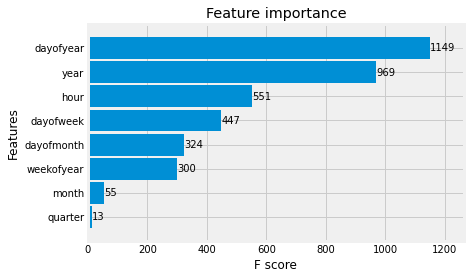 Feature importance
Features
dayofyear 1149
year 969
hour 551
dayofweek 447
dayofmonth 324
weekofyear 300
month 55
quarter 13
0 200 400 600 800 1000 1200
F score